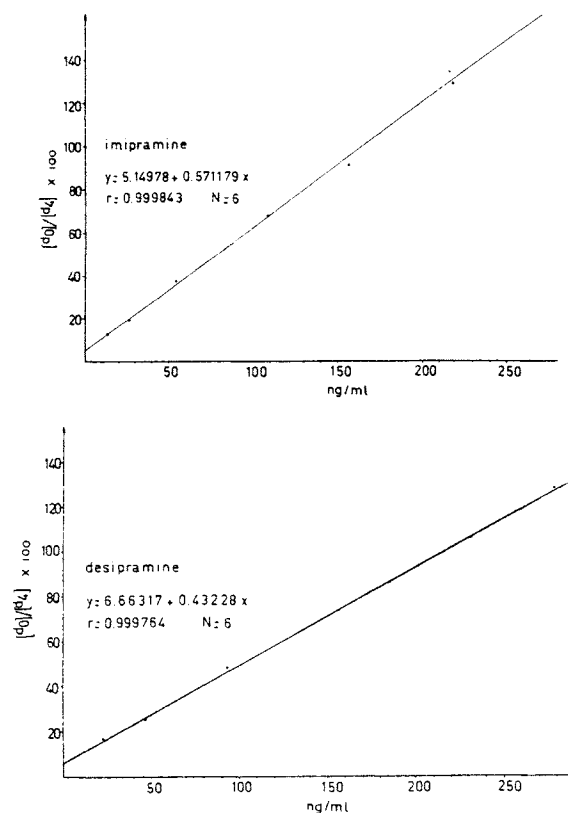 140
120
100
80
60
40
20
[d0]/[d4] x 100
imipramine
y= 5.14978 + 0.571179 x
r= 0.999843 N= 6
50 100 150 200 250
ng/ml
140
120
100
80
60
40
20
[d0]/[d4] x 100
desipramine
y= 6.66317 + 0.43228 x
r= 0.999764 N= 6
50 100 150 200 250
ng/ml